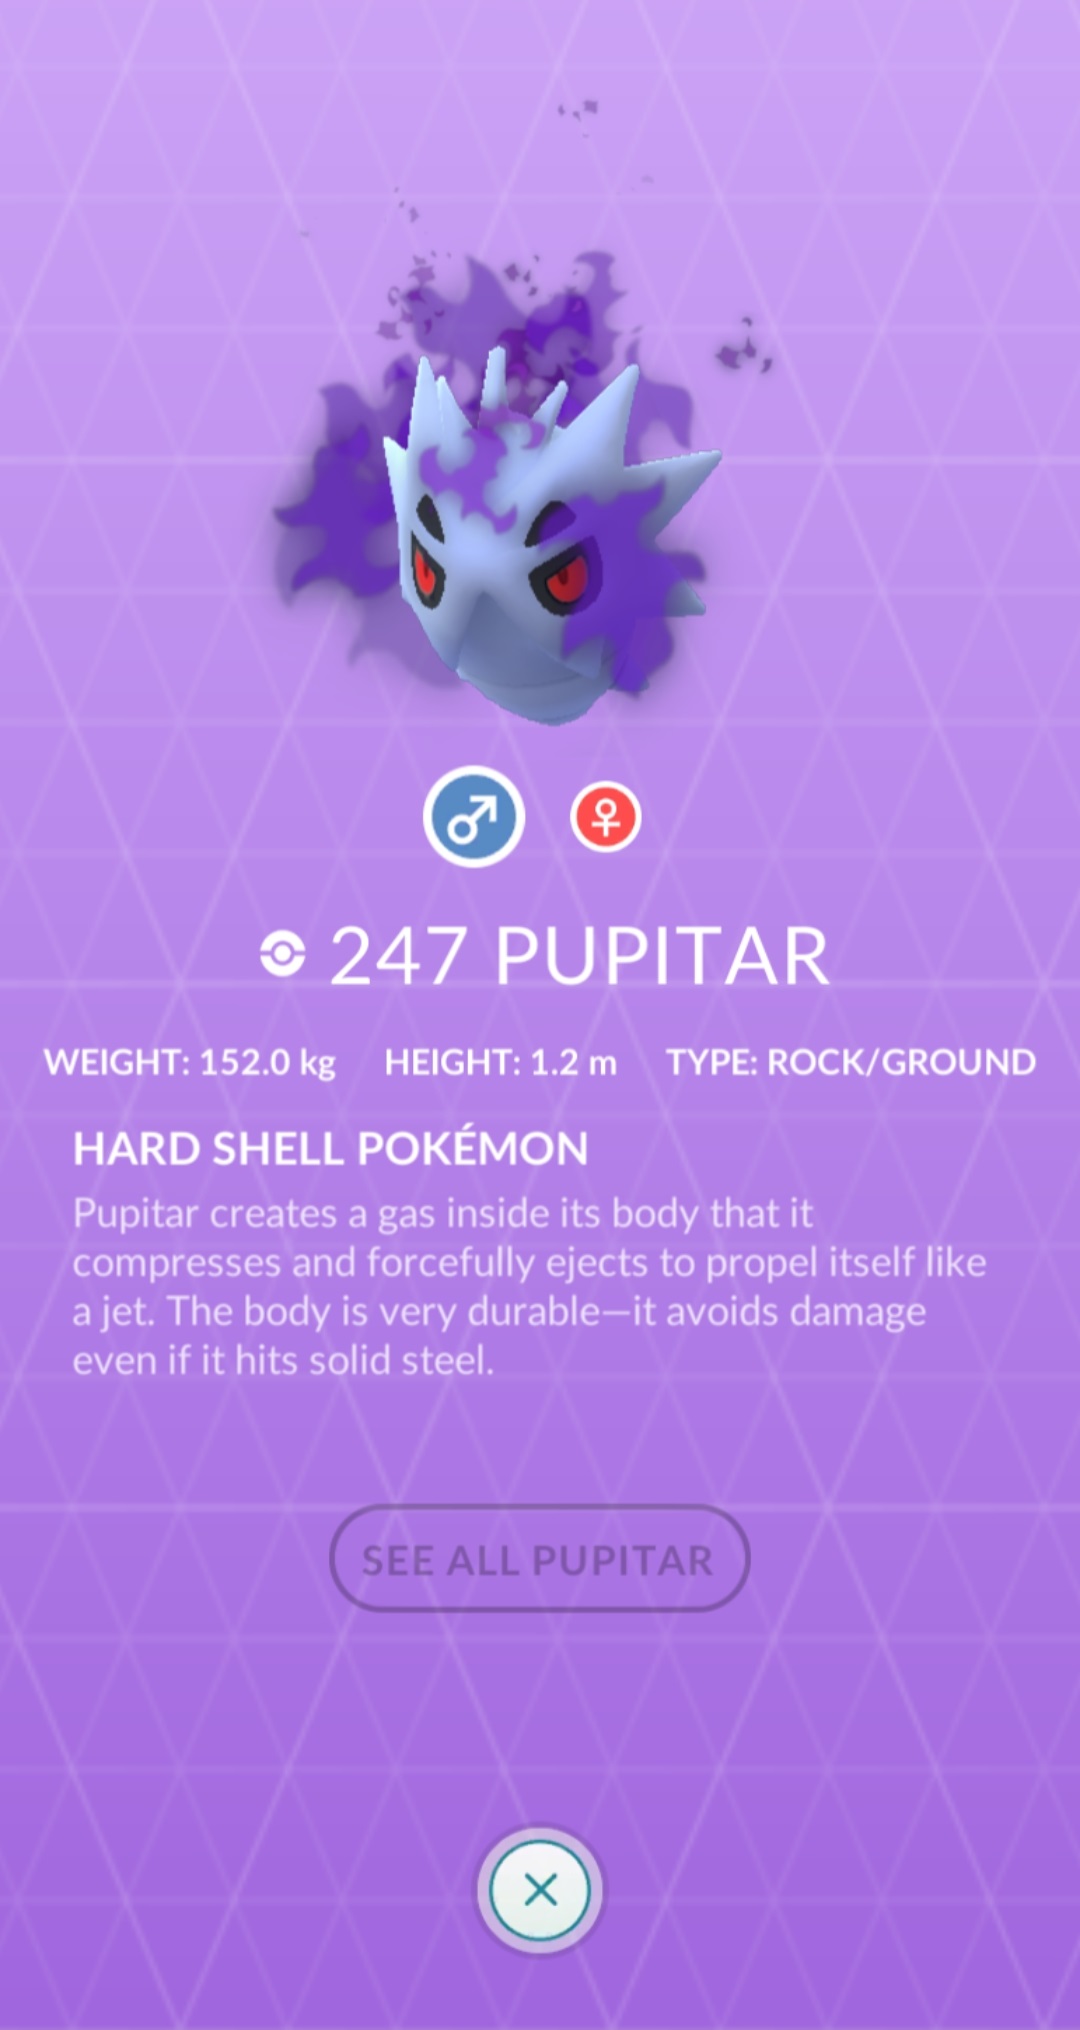 247 PUPITAR
WEIGHT: 152.0 kg HEIGHT: 1.2 m TYPE: ROCK/GROUND
HARD SHELL POKÉMON
Pupitar creates a gas inside its body that it
compresses and forcefully ejects to propel itself like
a jet. The body is very durable—it avoids damage
even if it hits solid steel.
SEE ALL PUPITAR